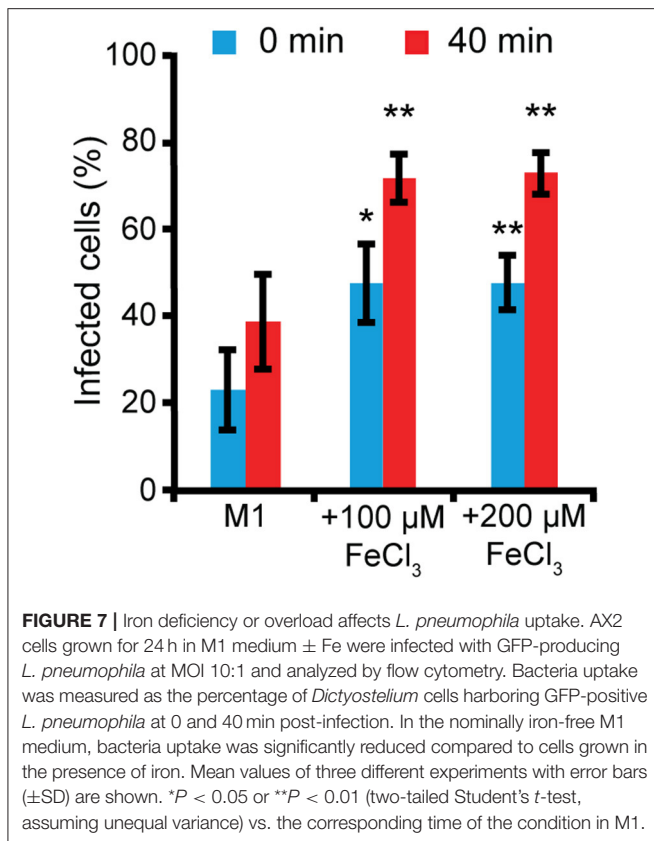 0 min 40 min
100
80
60
40
20
0
Infected cells (%)
** **
* **
M1 +100 μM +200 μM
FeCl₃ FeCl₃
FIGURE 7 | Iron deficiency or overload affects L. pneumophila uptake. AX2
cells grown for 24 h in M1 medium ± Fe were infected with GFP-producing
L. pneumophila at MOI 10:1 and analyzed by flow cytometry. Bacteria uptake
was measured as the percentage of Dictyostelium cells harboring GFP-positive
L. pneumophila at 0 and 40 min post-infection. In the nominally iron-free M1
medium, bacteria uptake was significantly reduced compared to cells grown in
the presence of iron. Mean values of three different experiments with error bars
(±SD) are shown. *P < 0.05 or **P < 0.01 (two-tailed Student's t-test,
assuming unequal variance) vs. the corresponding time of the condition in M1.